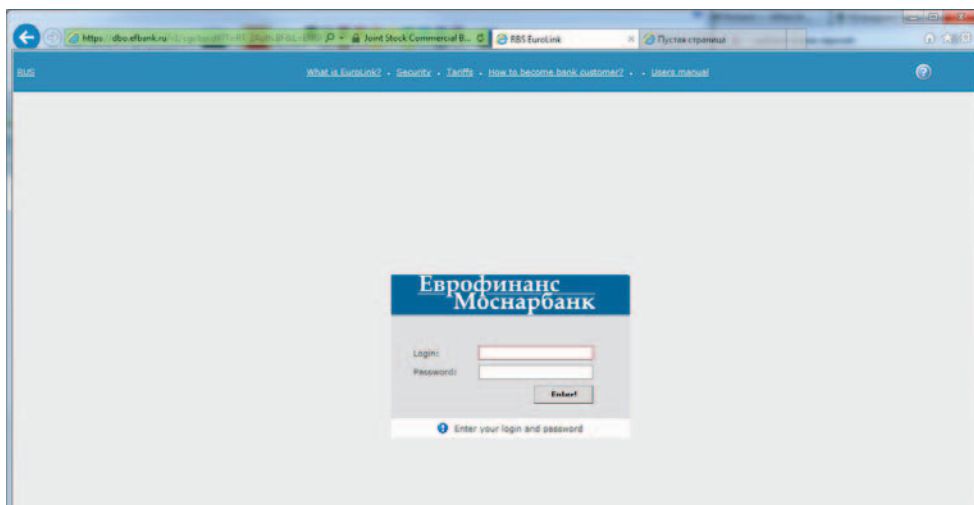 https://dbo.efbank.ru Joint Stock Commercial B... RBS EuroLink Пустая страница
RUS What is EuroLink? - Security - Tariffs - How to become bank customer? - - Users manual ?
Еврофинанс
Моснарбанк
Login:
Password:
Enter!
Enter your login and password